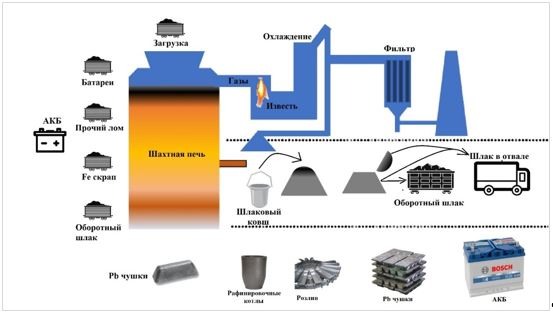 Загрузка
Охлаждение
Фильтр
Батареи
Газы
Известь
АКБ
Прочий лом
Шахтная печь
Fe скрап
Шлак в отвале
Оборотный шлак
Шлаковый
ковш
Оборотный
шлак
Pb чушки
Рафинировочные
козлы
Розлив
Pb чушки
BOSCH
АКБ